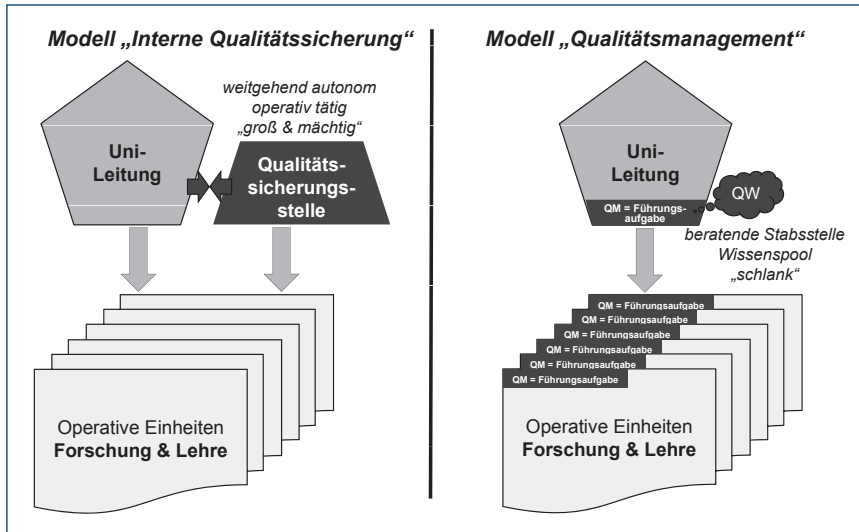 Modell „Interne Qualitätssicherung“
weitgehend autonom
operativ tätig
„groß & mächtig“
Uni-
Leitung
Qualitäts-
sicherungs-
stelle
Operative Einheiten
Forschung & Lehre
Modell „Qualitätsmanagement“
Uni-
Leitung
QM = Führungs-
aufgabe
QW
beratende Stabsstelle
Wissenspool
„schlank“
QM = Führungsaufgabe
QM = Führungsaufgabe
QM = Führungsaufgabe
QM = Führungsaufgabe
QM = Führungsaufgabe
QM = Führungsaufgabe
Operative Einheiten
Forschung & Lehre